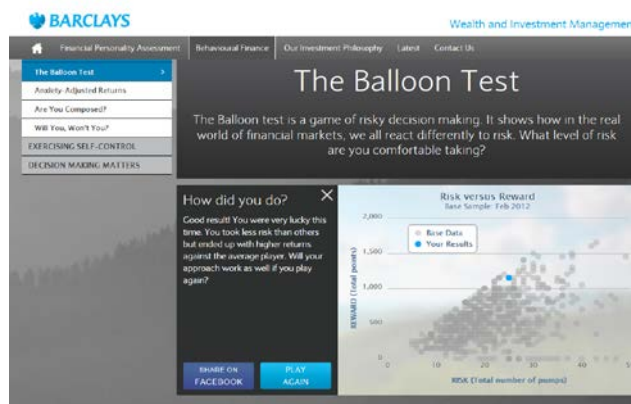 BARCLAYS
Wealth and Investment Managemen
Financial Personality Assessment
Behavioural Finance
Our Investment Philosophy
Latest
Contact Us
The Balloon Test
Anxiety-Adjusted Returns
Are You Composed?
Will You, Won't You?
EXERCISING SELF-CONTROL
DECISION MAKING MATTERS
The Balloon Test
The Balloon test is a game of risky decision making. It shows how in the real
world of financial markets, we all react differently to risk. What level of risk
are you comfortable taking?
How did you do?
Good result! You were very lucky this
time. You took less risk than others
but ended up with higher returns
against the average player. Will your
approach work as well if you play
again?
SHARE ON
FACEBOOK
PLAY
AGAIN
Risk versus Reward
Base Sample: Feb 2012
Base Data
Your Results
REWARD (Total points)
2,000
1,500
1,000
500
0
0
10
20
30
40
RISK (Total number of pumps)